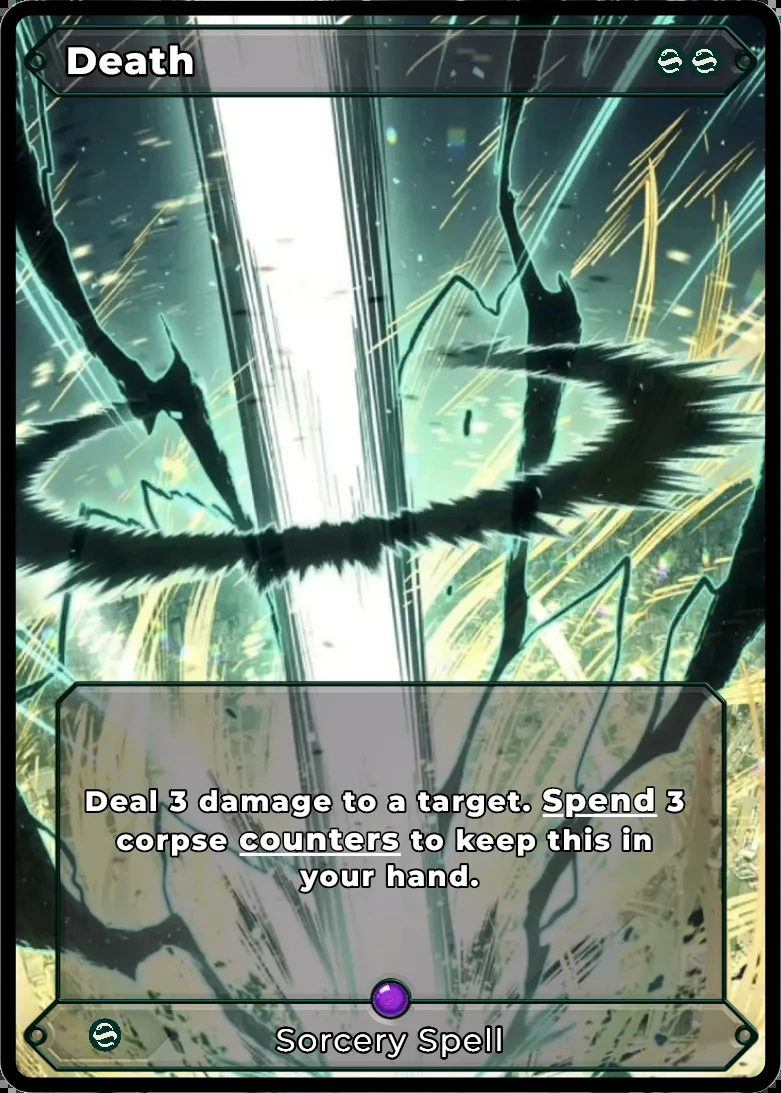 Death
Deal 3 damage to a target. Spend 3
corpse counters to keep this in
your hand.
Sorcery Spell